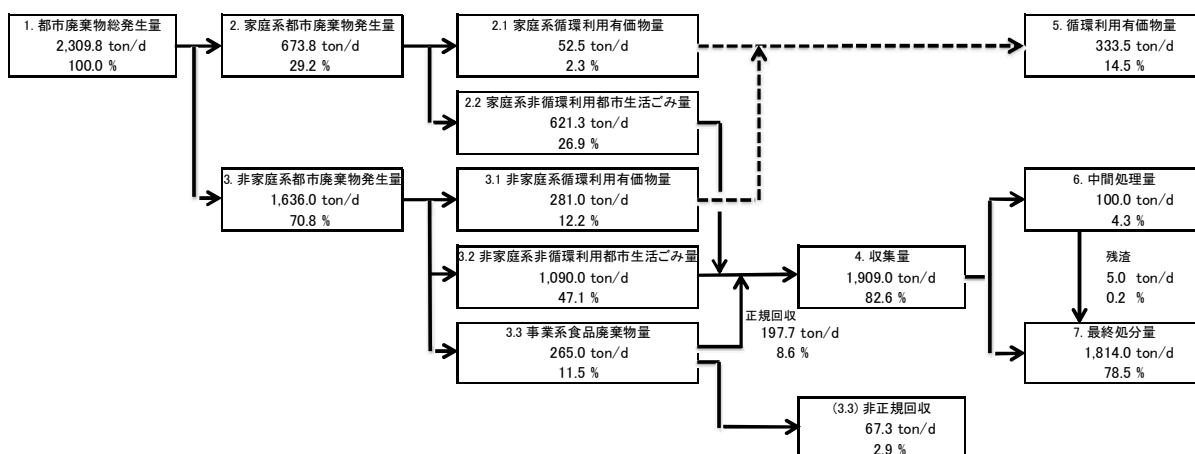 1. 都市廃棄物総発生量
2,309.8 ton/d
100.0 %
2. 家庭系都市廃棄物発生量
673.8 ton/d
29.2 %
2.1 家庭系循環利用有価物量
52.5 ton/d
2.3 %
5. 循環利用有価物量
333.5 ton/d
14.5 %
2.2 家庭系非循環利用都市生活ごみ量
621.3 ton/d
26.9 %
3. 非家庭系都市廃棄物発生量
1,636.0 ton/d
70.8 %
3.1 非家庭系循環利用有価物量
281.0 ton/d
12.2 %
6. 中間処理量
100.0 ton/d
4.3 %
3.2 非家庭系非循環利用都市生活ごみ量
1,090.0 ton/d
47.1 %
4. 収集量
1,909.0 ton/d
82.6 %
残渣
5.0 ton/d
0.2 %
正規回収
197.7 ton/d
8.6 %
3.3 事業系食品廃棄物量
265.0 ton/d
11.5 %
7. 最終処分量
1,814.0 ton/d
78.5 %
(3.3) 非正規回収
67.3 ton/d
2.9 %